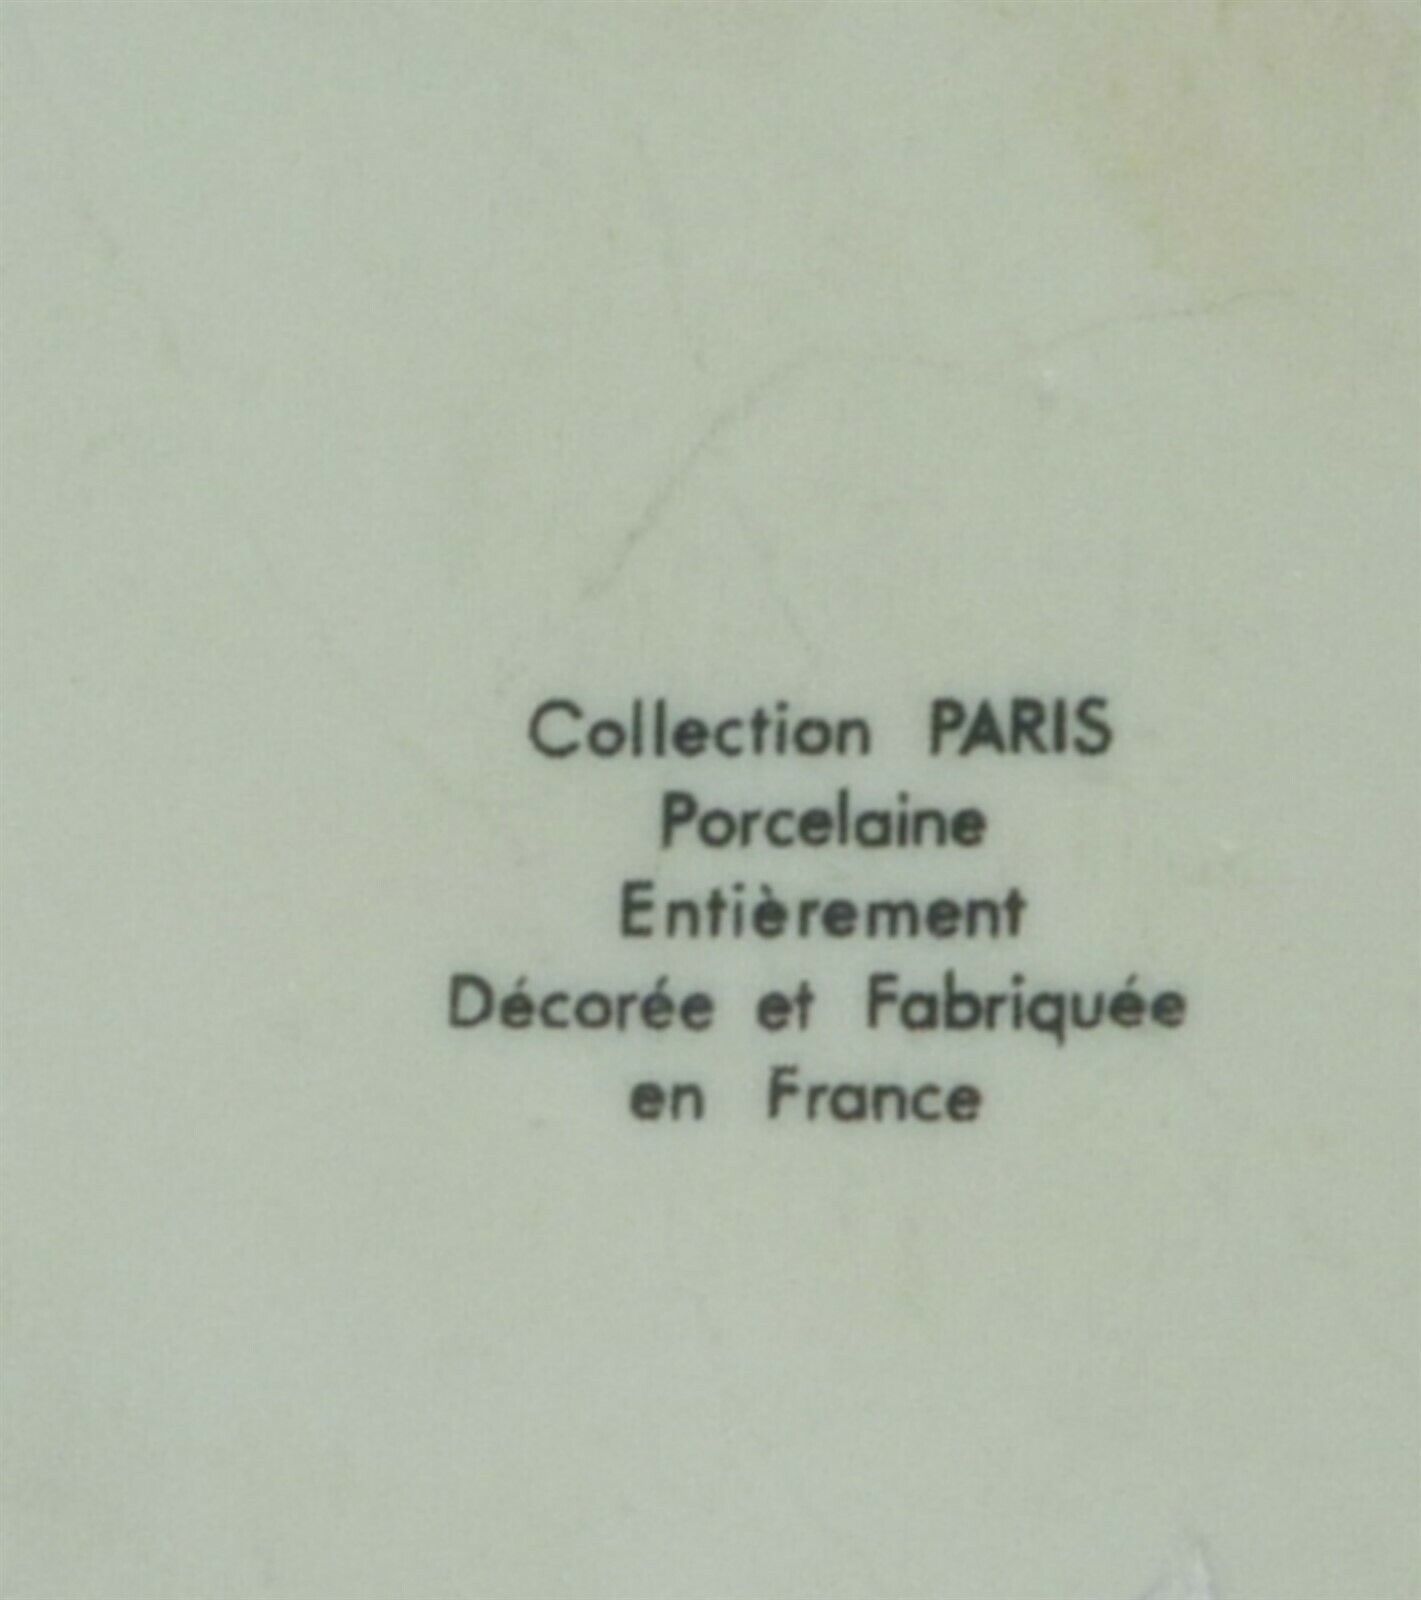 Collection PARIS
Porcelaine
Entièrement
Décorée et Fabriquée
en France